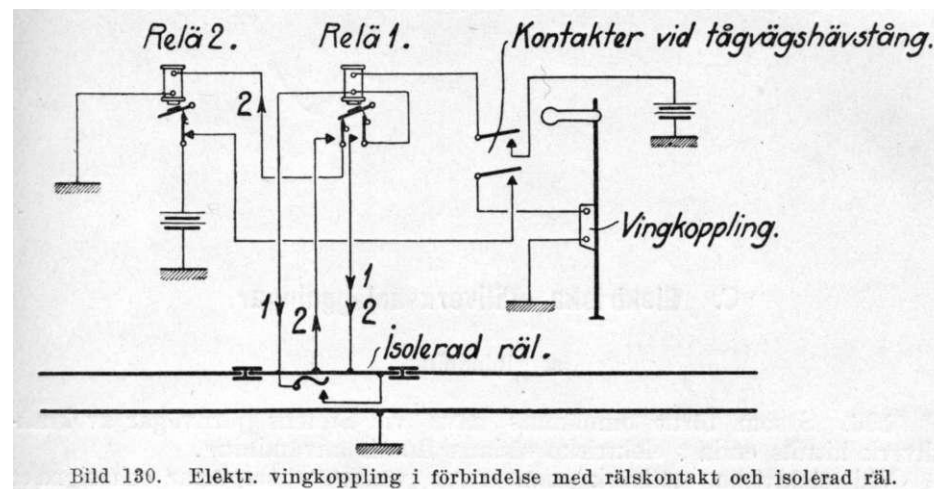 Relä 2.
Relä 1.
Kontakter vid tågvägshävstång.
2
Vingkoppling.
1
1
2
2
Isolerad räl.
Bild 130. Elektr. vingkoppling i förbindelse med rälskontakt och isolerad räl.